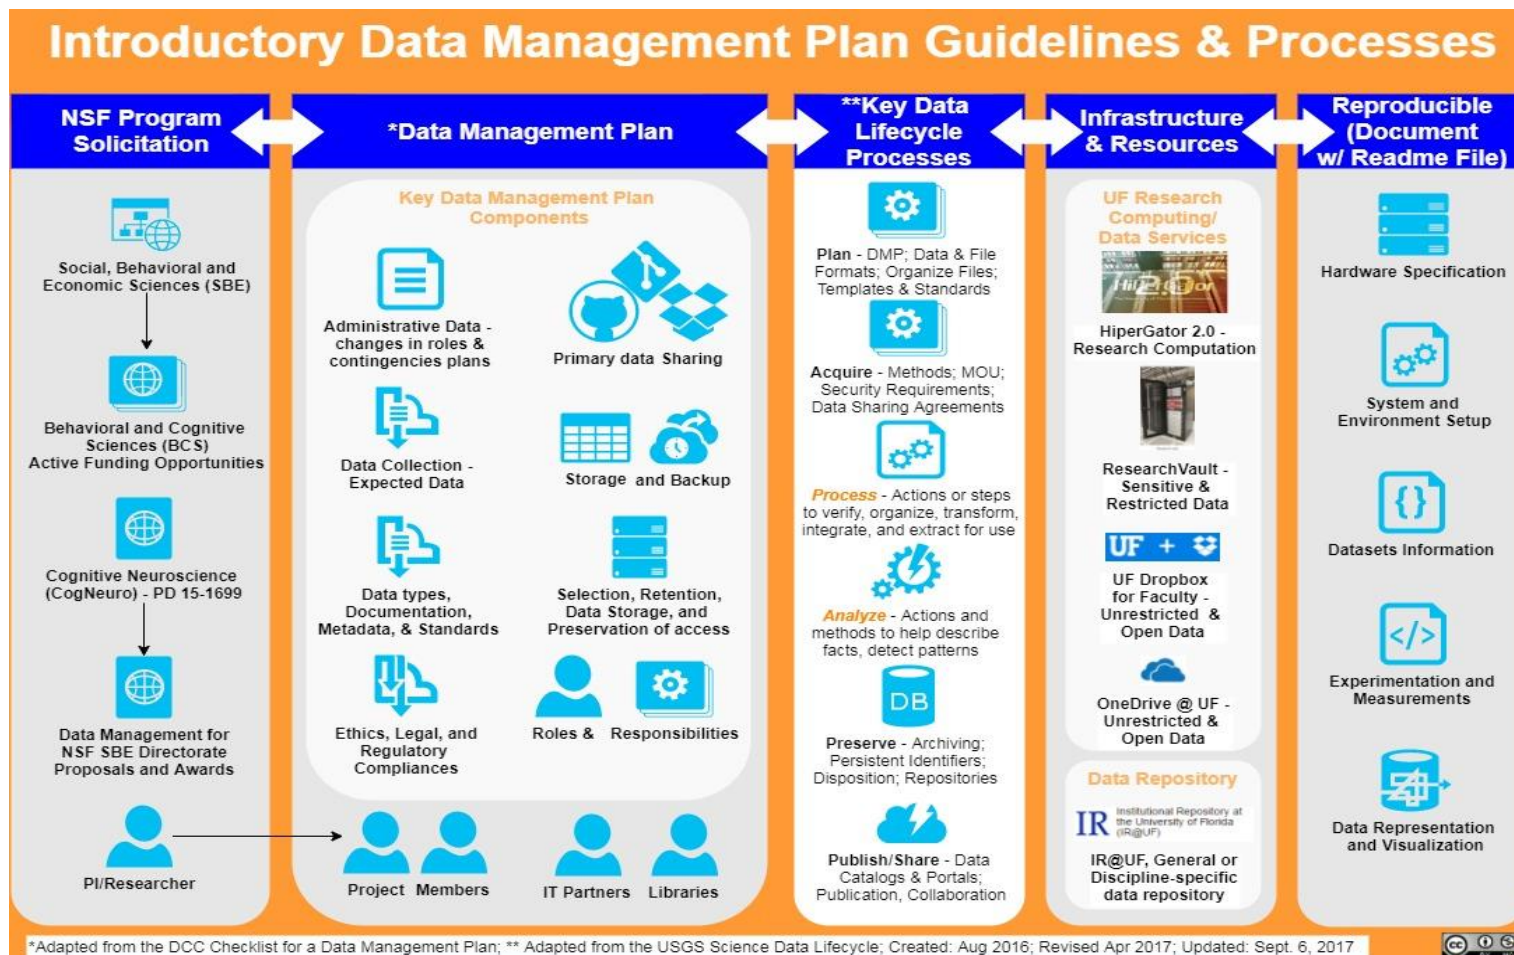 Introductory Data Management Plan Guidelines & Processes
NSF Program
Solicitation
Social, Behavioral and
Economic Sciences (SBE)
Behavioral and Cognitive
Sciences (BCS)
Active Funding Opportunities
Cognitive Neuroscience
(CogNeuro) - PD 15-1699
Data Management for
NSF SBE Directorate
Proposals and Awards
PI/Researcher
*Data Management Plan
Key Data Management Plan
Components
Administrative Data -
changes in roles &
contingencies plans
Primary data Sharing
Data Collection -
Expected Data
Storage and Backup
Data types,
Documentation,
Metadata, & Standards
Selection, Retention,
Data Storage, and
Preservation of access
Ethics, Legal, and
Regulatory
Compliances
Roles & Responsibilities
Project Members
IT Partners
Libraries
**Key Data
Lifecycle
Processes
Plan - DMP; Data & File
Formats; Organize Files;
Templates & Standards
Acquire - Methods; MOU;
Security Requirements;
Data Sharing Agreements
Process - Actions or steps
to verify, organize, transform,
integrate, and extract for use
Analyze - Actions and
methods to help describe
facts, detect patterns
DB
Preserve - Archiving;
Persistent Identifiers;
Disposition; Repositories
Publish/Share - Data
Catalogs & Portals;
Publication, Collaboration
Infrastructure
& Resources
UF Research
Computing/
Data Services
HiPerGator
2.0
HiperGator 2.0 -
Research Computation
ResearchVault -
Sensitive &
Restricted Data
UF +
UF Dropbox
for Faculty -
Unrestricted &
Open Data
OneDrive @ UF -
Unrestricted &
Open Data
Data Repository
IR
Institutional Repository at
the University of Florida
(IR@UF)
IR@UF, General or
Discipline-specific
data repository
Reproducible
(Document
w/ Readme File)
Hardware Specification
System and
Environment Setup
{}
Datasets Information
</>
Experimentation and
Measurements
Data Representation
and Visualization
*Adapted from the DCC Checklist for a Data Management Plan; ** Adapted from the USGS Science Data Lifecycle; Created: Aug 2016; Revised Apr 2017; Updated: Sept. 6, 2017
cc